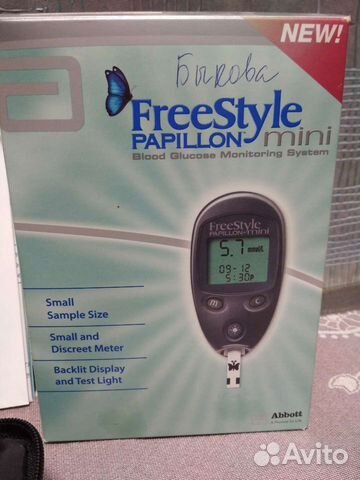 NEW!
Быкова
FreeStyle
PAPILLON mini
Blood Glucose Monitoring System
FreeStyle
PAPILLON mini
5.7 mmol/L
09-12
5:30P
m c
Small
Sample Size
Small and
Discreet Meter
Backlit Display
and Test Light
Abbott
A Promise for Life
Avito